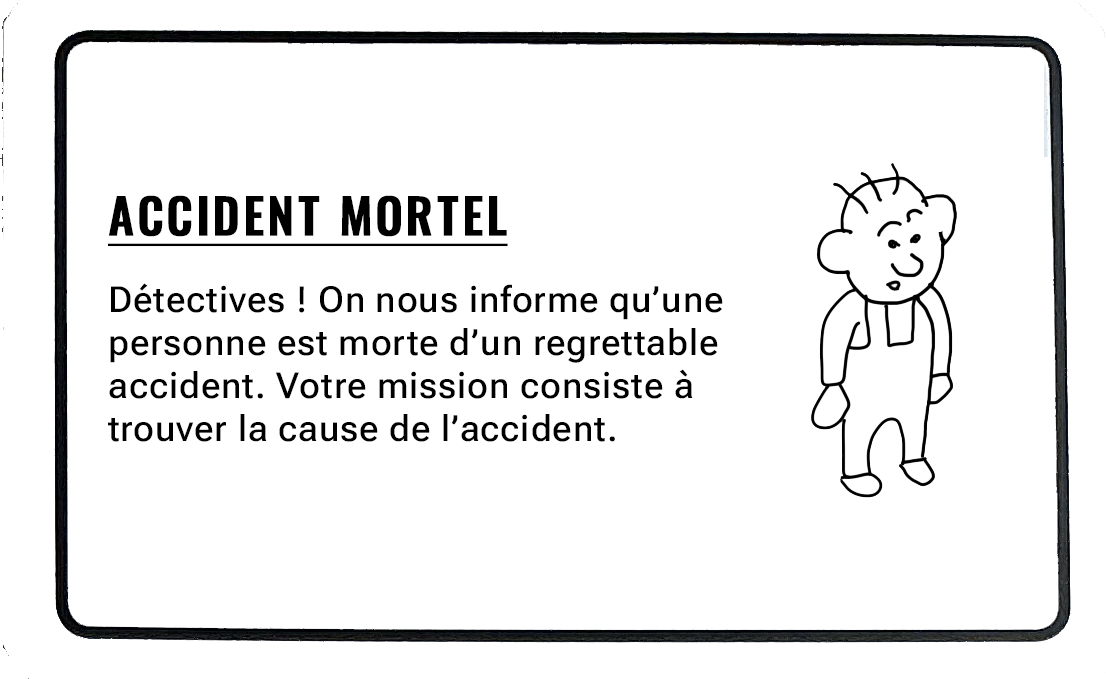 ACCIDENT MORTEL
Détectives ! On nous informe qu’une
personne est morte d’un regrettable
accident. Votre mission consiste à
trouver la cause de l’accident.